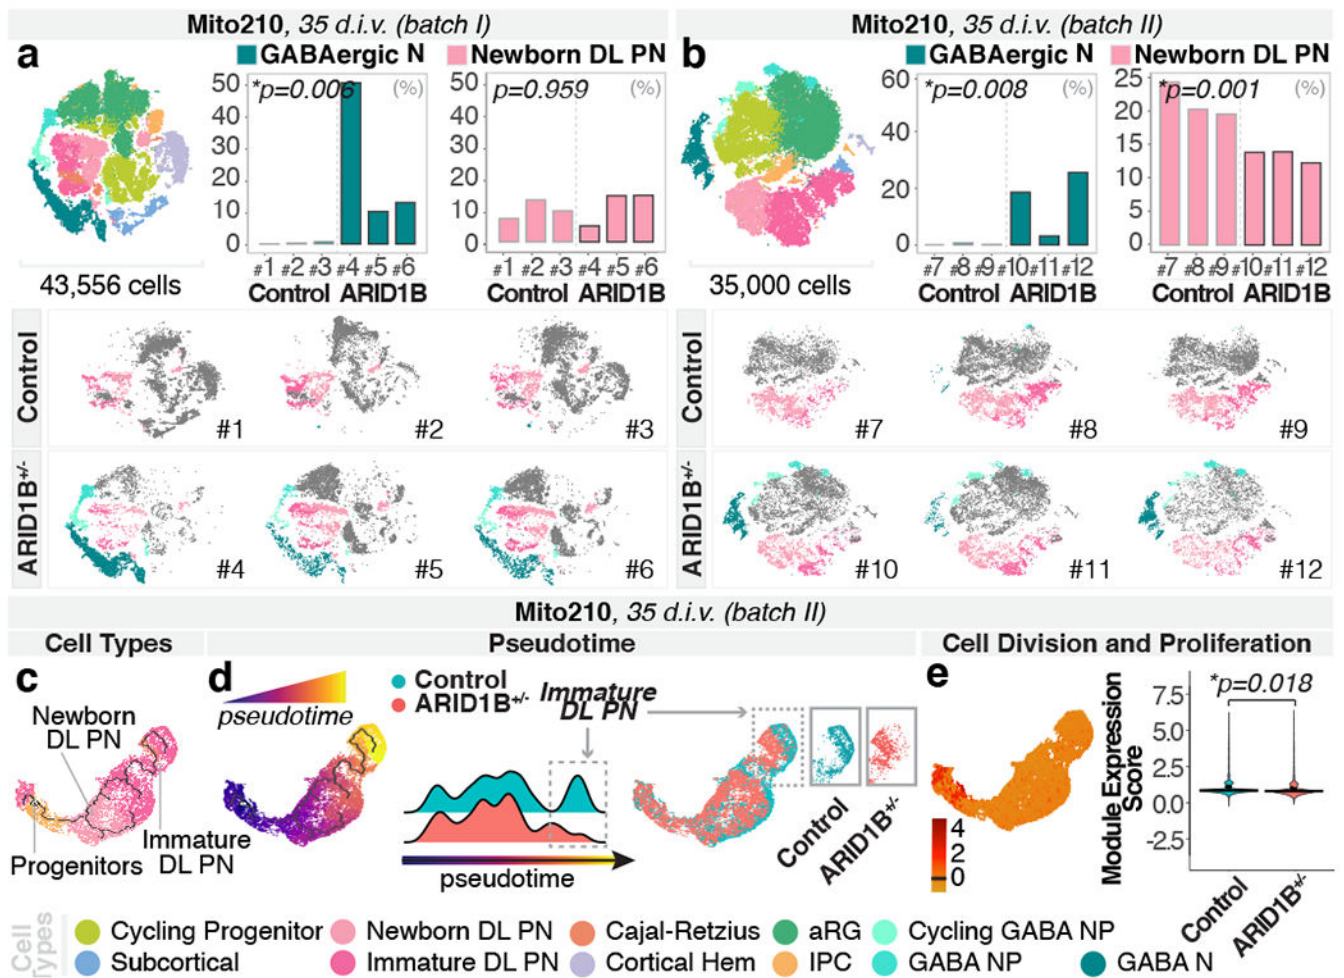 Mito210, 35 d.i.v. (batch I)
a
GABAergic N
Newborn DL PN
*p=0.006
(%)
50
40
30
20
10
0
#1 #2 #3 #4 #5 #6
Control ARID1B
p=0.959
(%)
50
40
30
20
10
0
#1 #2 #3 #4 #5 #6
Control ARID1B
43,556 cells
Mito210, 35 d.i.v. (batch II)
b
GABAergic N
Newborn DL PN
*p=0.008
(%)
60
40
20
0
#7 #8 #9 #10 #11 #12
Control ARID1B
*p=0.001
(%)
25
20
15
10
5
0
#7 #8 #9 #10 #11 #12
Control ARID1B
35,000 cells
Control
#1
#2
#3
#7
#8
#9
ARID1B+/-
#4
#5
#6
#10
#11
#12
Mito210, 35 d.i.v. (batch II)
Cell Types
Pseudotime
Cell Division and Proliferation
c
Newborn
DL PN
Progenitors
Immature
DL PN
d
pseudotime
Control
ARID1B+/-
Immature
DL PN
pseudotime
Control
ARID1B+/-
e
4
2
0
Module Expression
Score
*p=0.018
7.5
5.0
2.5
0.0
-2.5
Control
ARID1B+/-
Cell
Types
Cycling Progenitor
Newborn DL PN
Cajal-Retzius
aRG
Cycling GABA NP
Subcortical
Immature DL PN
Cortical Hem
IPC
GABA NP
GABA N